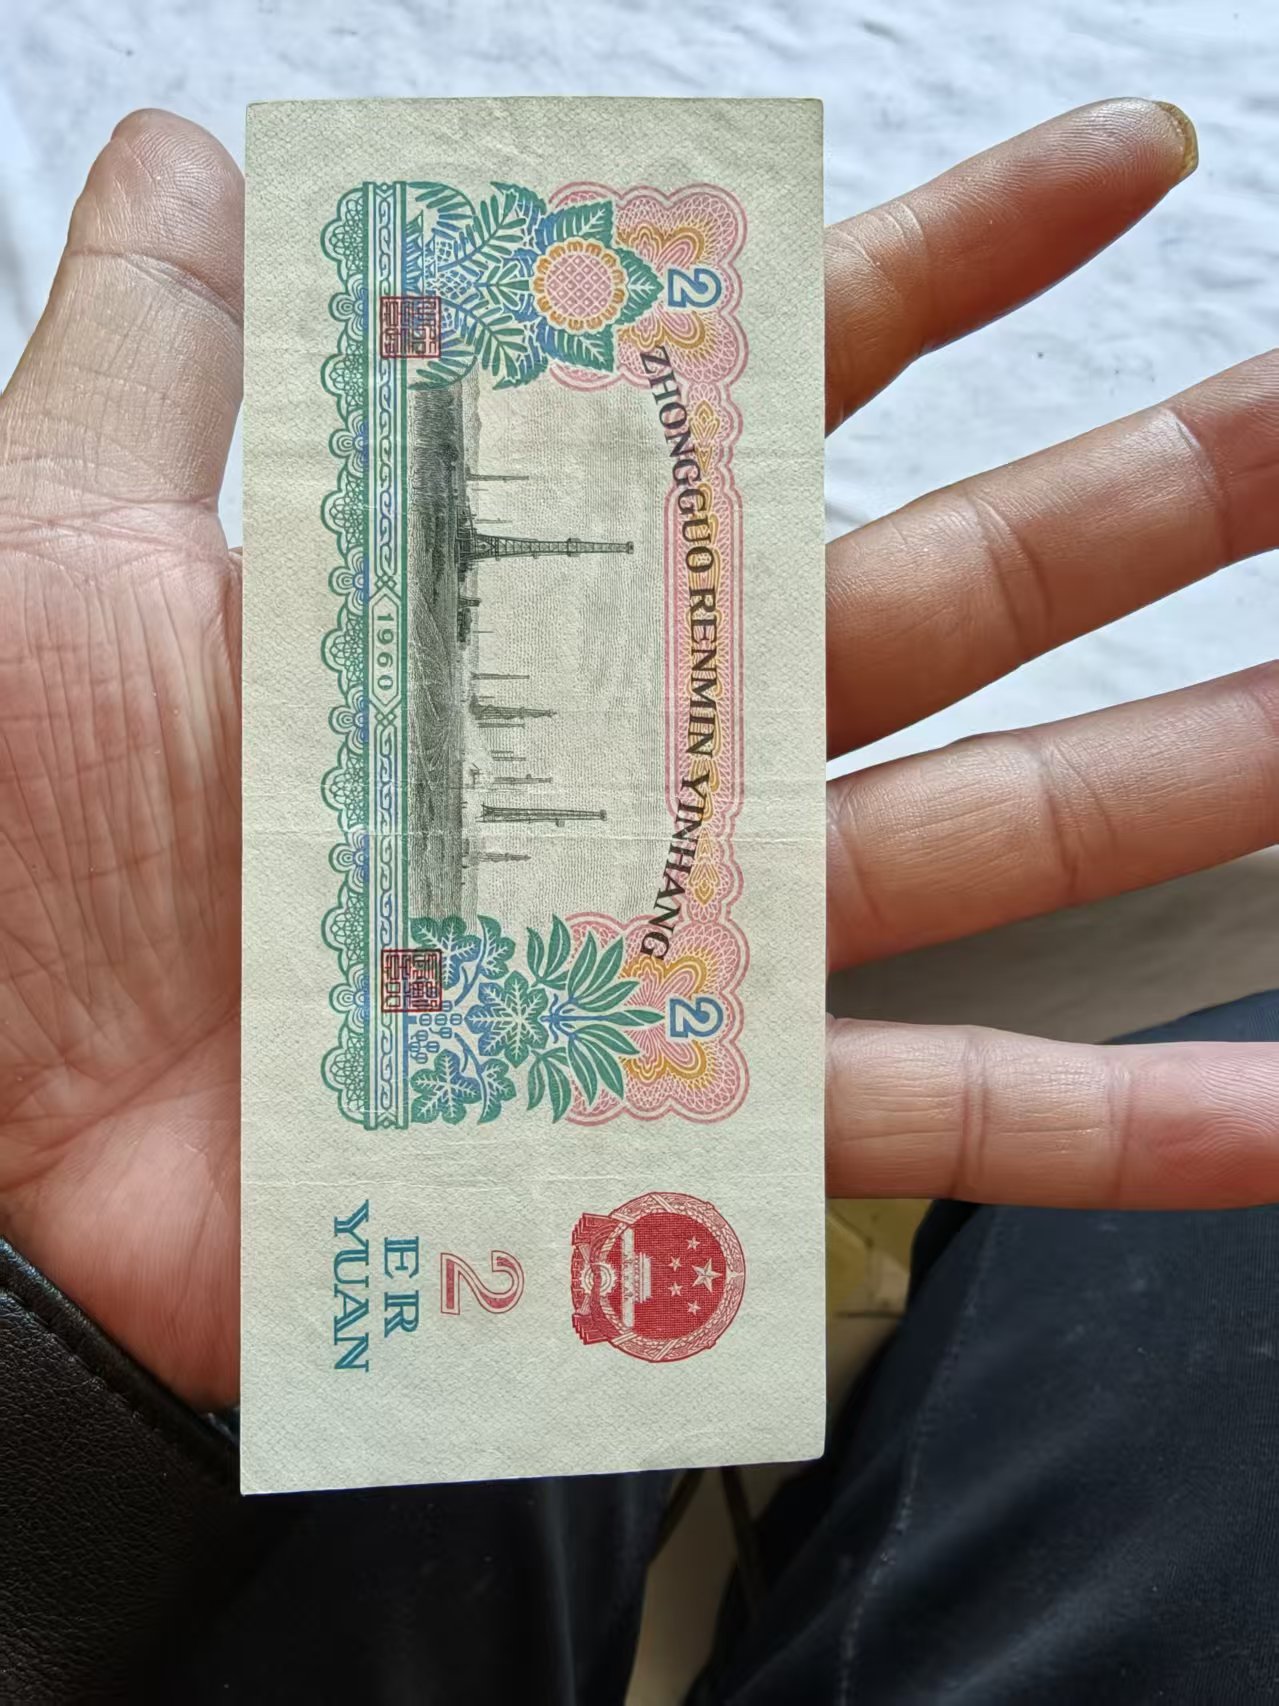 2
2
ZHONGGUO RENMIN YINHANG
1960
2
ER
YUAN